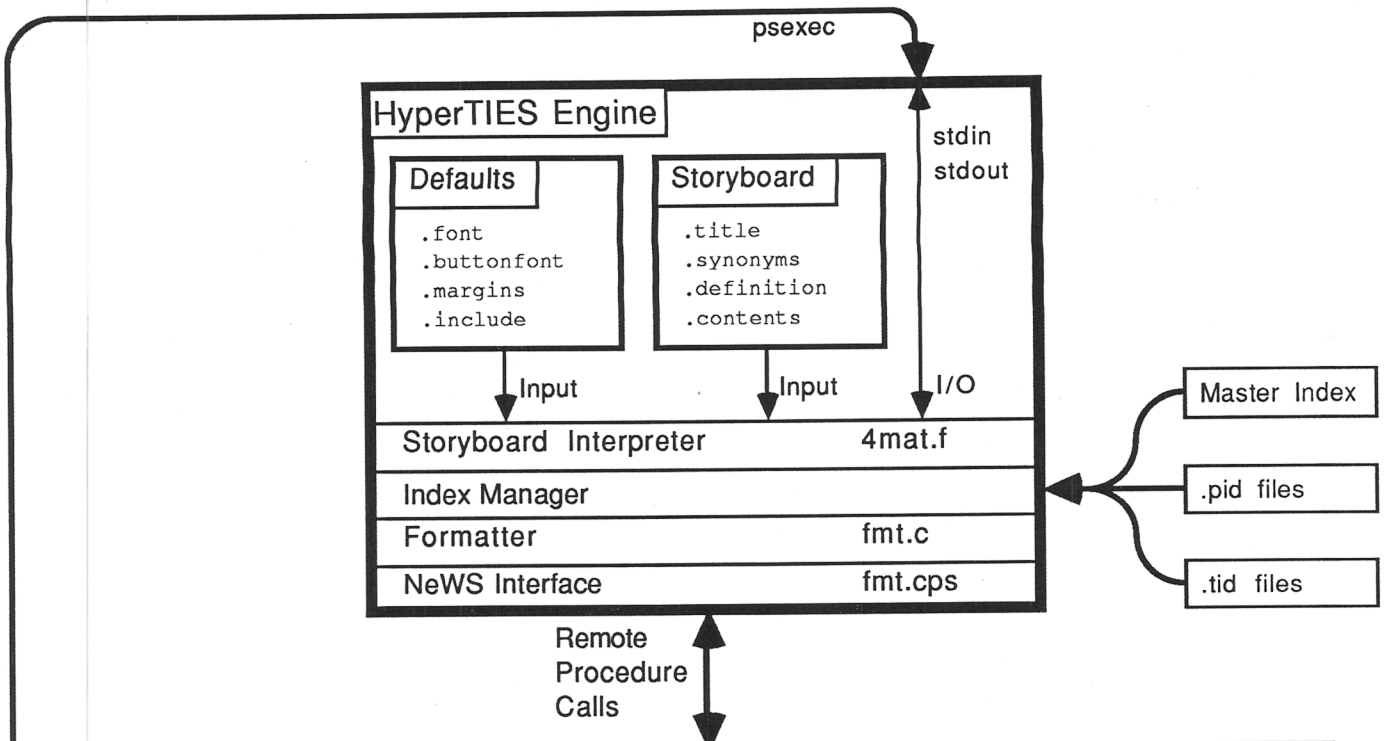 psexec
HyperTIES Engine
stdin
stdout
Defaults
.font
.buttonfont
.margins
.include
Storyboard
.title
.synonyms
.definition
.contents
Input
Input
I/O
Storyboard Interpreter 4mat.f
Index Manager
Formatter fmt.c
NeWS Interface fmt.cps
Master Index
.pid files
.tid files
Remote
Procedure
Calls